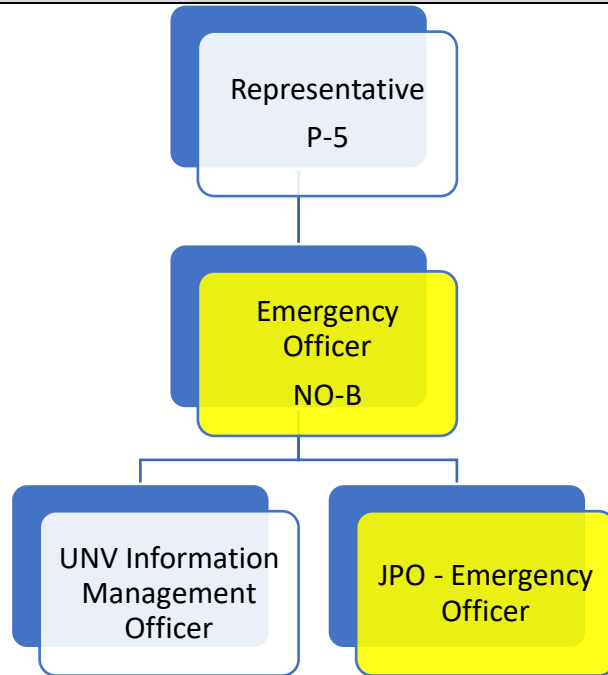 Representative
P-5
Emergency
Officer
NO-B
UNV Information
Management
Officer
JPO - Emergency
Officer